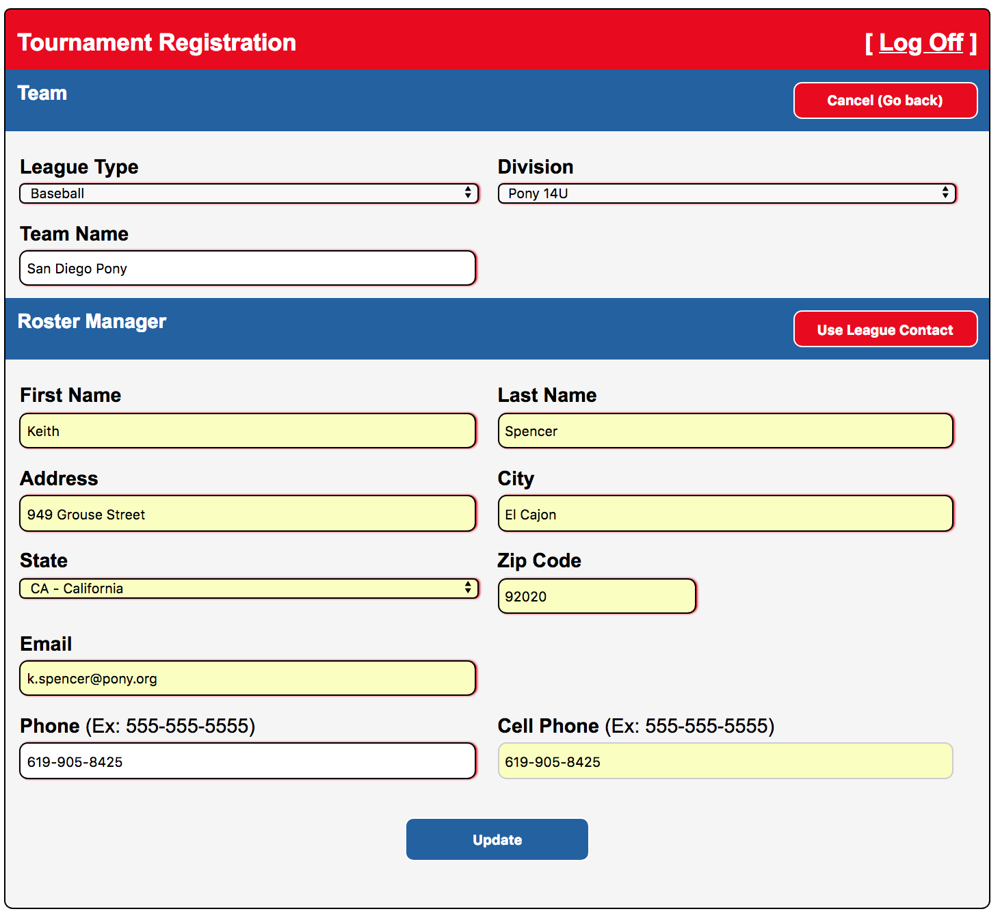 Tournament Registration [ Log Off ]
Team Cancel (Go back)
League Type Division
Baseball Pony 14U
Team Name
San Diego Pony
Roster Manager Use League Contact
First Name Last Name
Keith Spencer
Address City
949 Grouse Street El Cajon
State Zip Code
CA - California 92020
Email
k.spencer@pony.org
Phone (Ex: 555-555-5555) Cell Phone (Ex: 555-555-5555)
619-905-8425 619-905-8425
Update